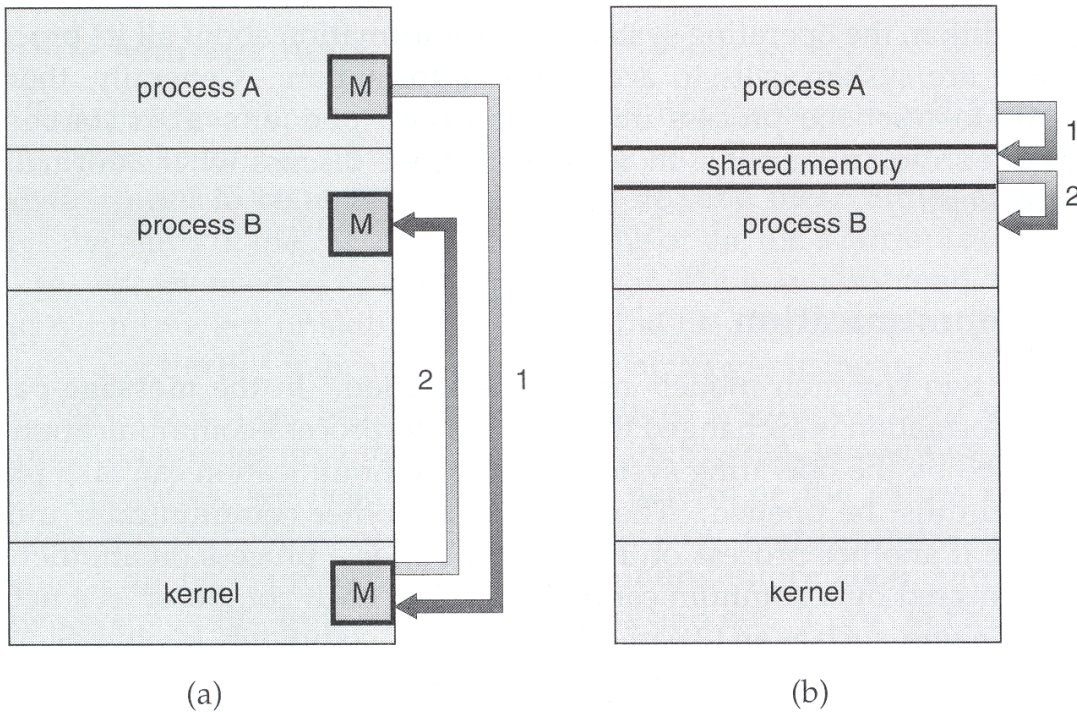 process A
M
process B
M
2
1
kernel
M
(a)
process A
1
shared memory
2
process B
kernel
(b)